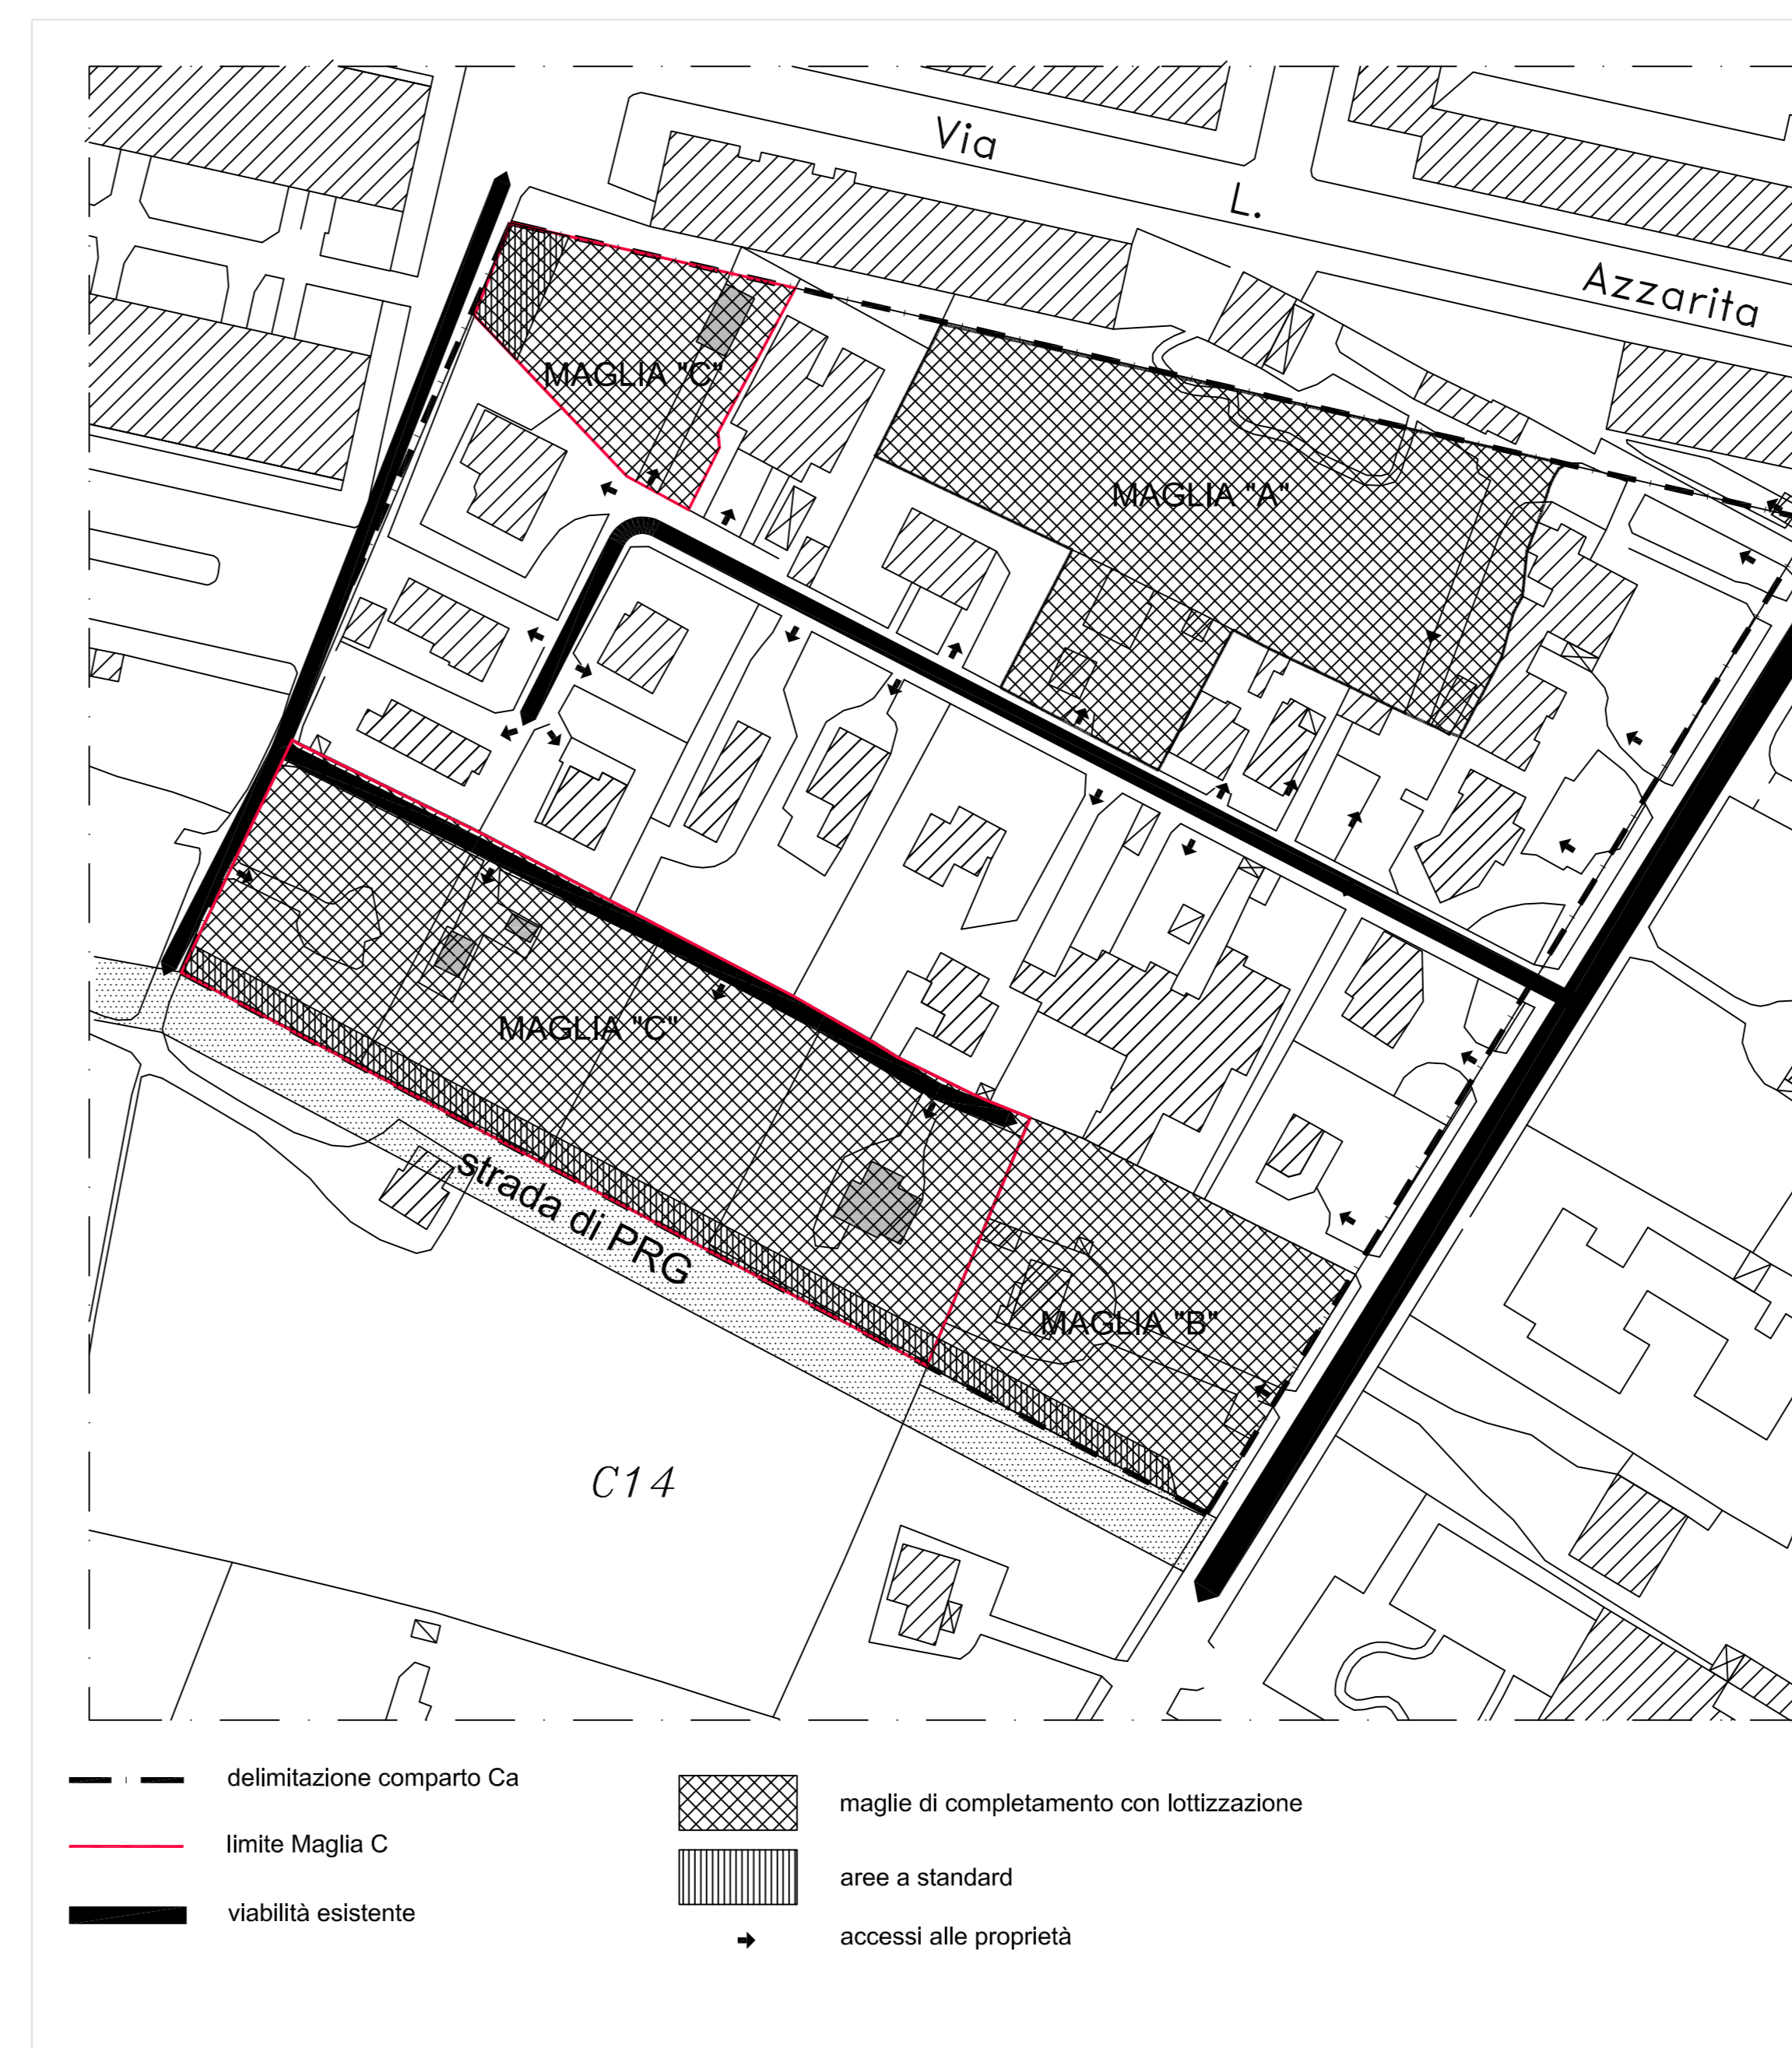 Via
L.
Azzarita
MAGLIA "C"
MAGLIA "A"
MAGLIA "C"
strada di PRG
MAGLIA "B"
C14
delimitazione comparto Ca
limite Maglia C
viabilità esistente
maglie di completamento con lottizzazione
aree a standard
accessi alle proprietà